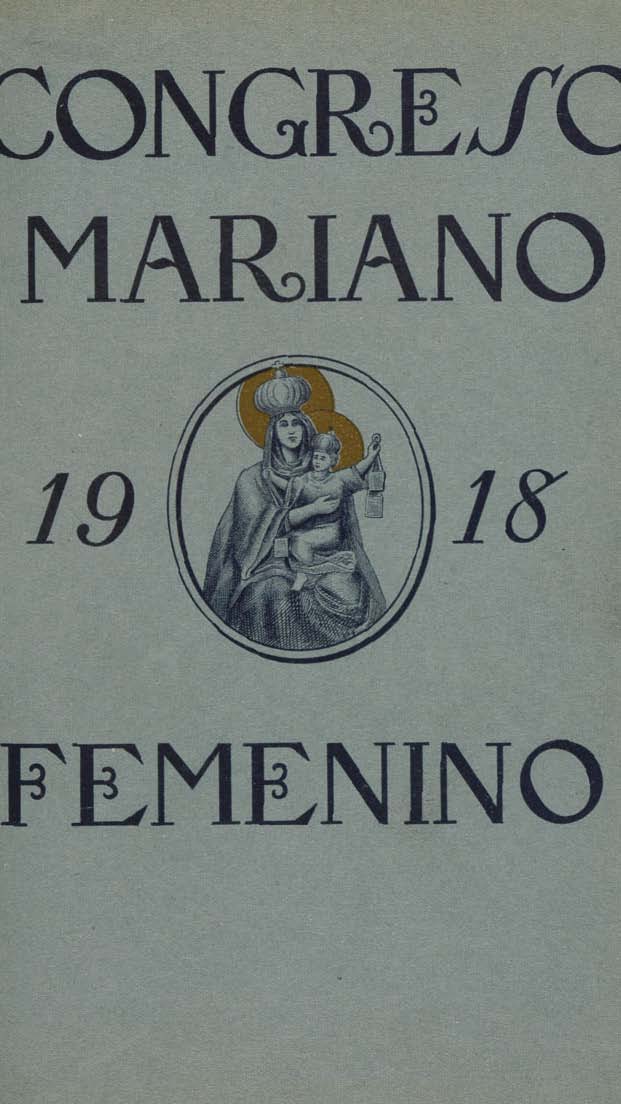 CONGRESO
MARIANO
19 18
FEMENINO